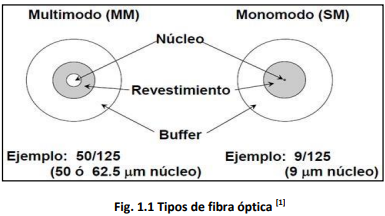 Multimodo (MM) Monomodo (SM)
Núcleo
Revestimiento
Buffer
Ejemplo: 50/125 Ejemplo: 9/125
(50 ó 62.5 µm núcleo) (9 µm núcleo)
Fig. 1.1 Tipos de fibra óptica [1]